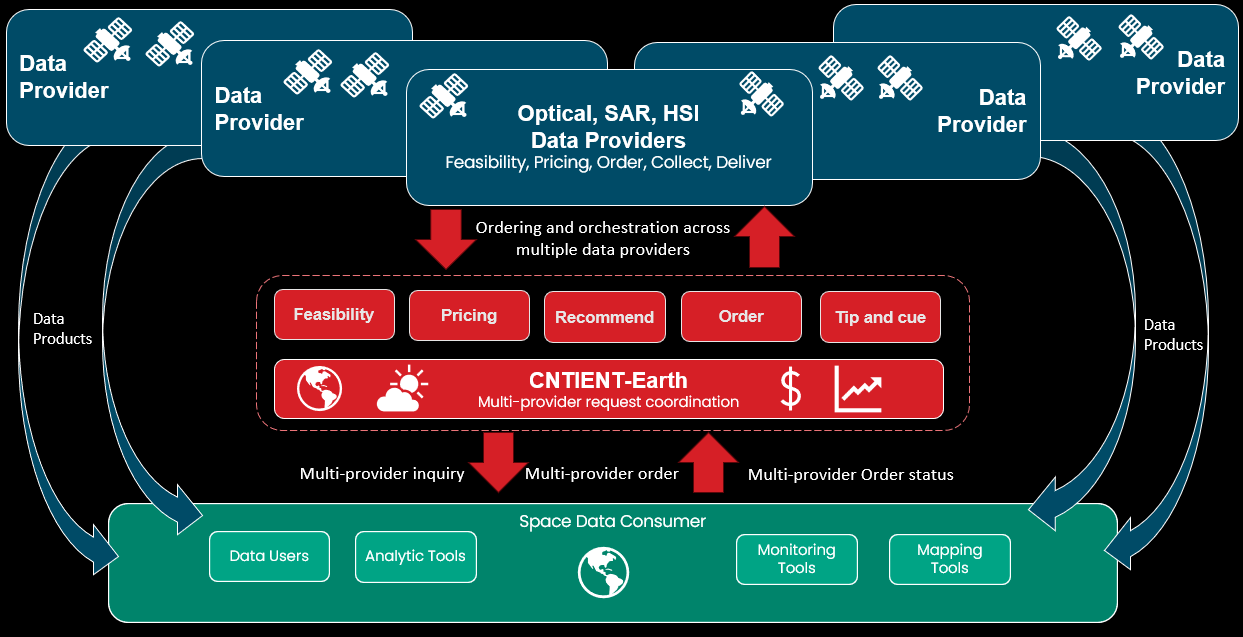 Data
Provider
Data
Provider
Optical, SAR, HSI
Data Providers
Feasibility, Pricing, Order, Collect, Deliver
Data
Provider
Data
Provider
Ordering and orchestration across
multiple data providers
Feasibility
Pricing
Recommend
Order
Tip and cue
CNTIENT-Earth
Multi-provider request coordination
$
Data
Products
Data
Products
Multi-provider inquiry
Multi-provider order
Multi-provider Order status
Space Data Consumer
Data Users
Analytic Tools
Monitoring
Tools
Mapping
Tools